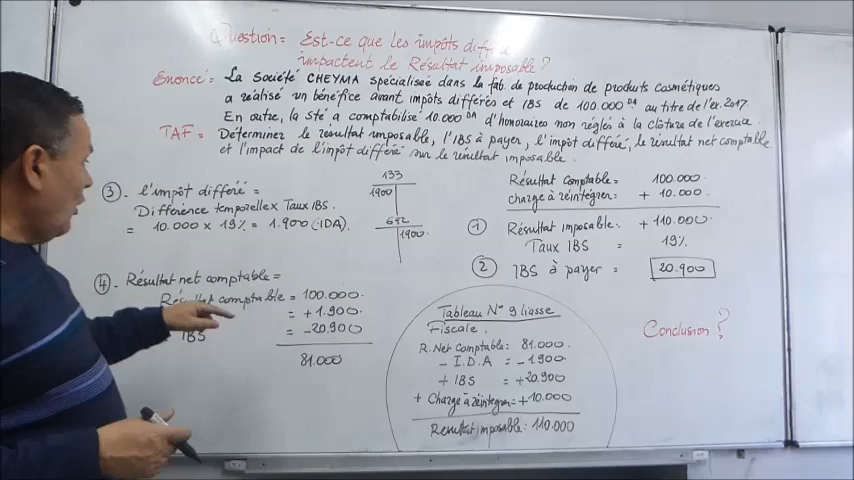 Question = Est-ce que les impôts
impactent le Résultat imposable ?
Enoncé = La Société CHEYMA spécialisée dans la fab. de production de produits cosmétiques
a réalisé un bénéfice avant impôts différés et IBS de 100.000 DA au titre de l'ex. 2017.
En outre, la sté a comptabilisé 10.000 DA d'honoraires non réglés à la clôture de l'exercice.
TAF = Déterminez le résultat imposable, l'IBS à payer, l'impôt différé, le résultat net comptable
et l'impact de l'impôt différé sur le résultat imposable.
③. l'impôt différé =
Différence temporelle x Taux IBS.
= 10.000 x 19% = 1.900 (IDA).
133
1900
692
1900.
Résultat Comptable = 100.000.
charge à réintégrer = + 10.000.
① Résultat imposable = + 110.000.
Taux IBS = 19%
② IBS à payer = 20.900
④. Résultat net comptable =
Résultat comptable = 100.000.
= + 1.900.
IBS = - 20.900
81.000
Tableau N° 9 liasse
Fiscale.
R. Net Comptable = 81.000.
- I.D.A = - 1.900.
+ IBS = + 20.900
+ Charge à réintégrer = + 10.000
Résultat imposable = 110.000
Conclusion ?